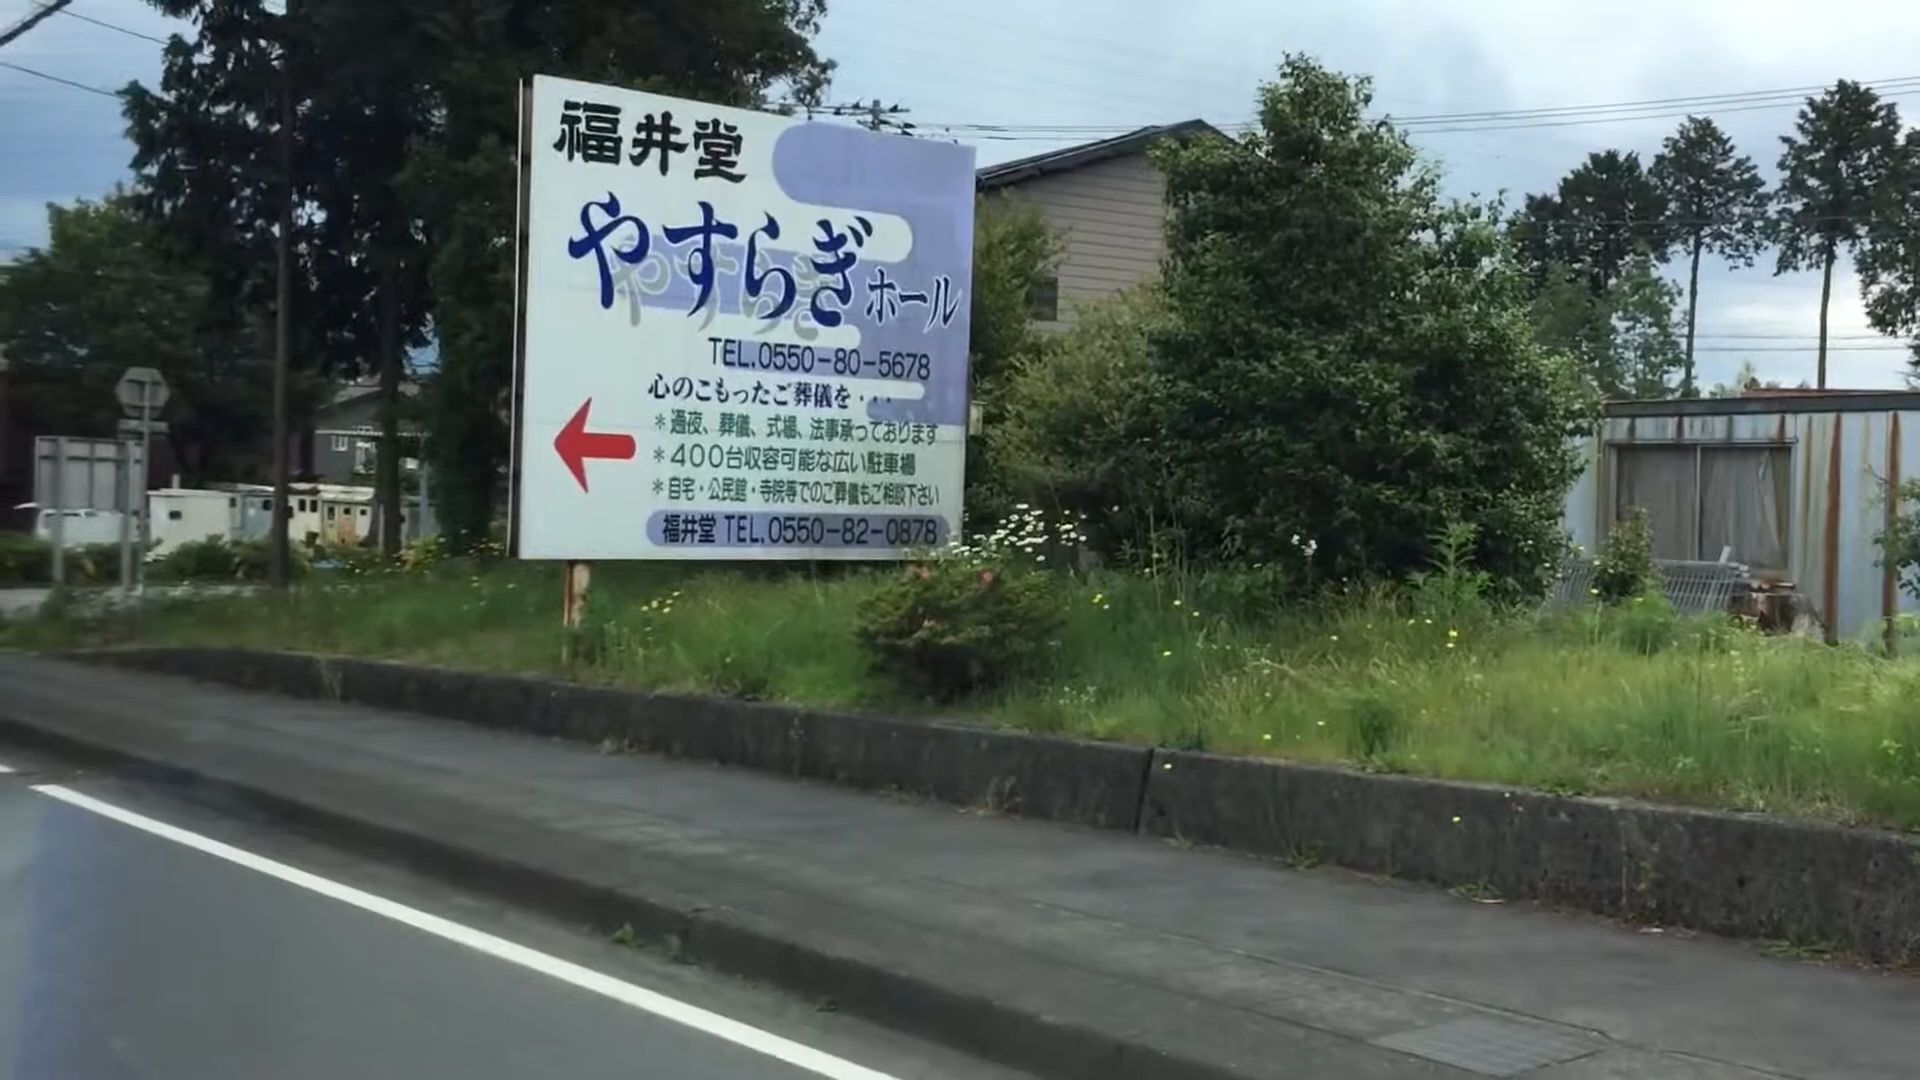 福井堂
やすらぎホール
TEL.0550-80-5678
心のこもったご葬儀を・・・
＊通夜、葬儀、式場、法事承っております
＊400台収容可能な広い駐車場
＊自宅・公民館・寺院等でのご葬儀もご相談下さい
福井堂 TEL.0550-82-0878